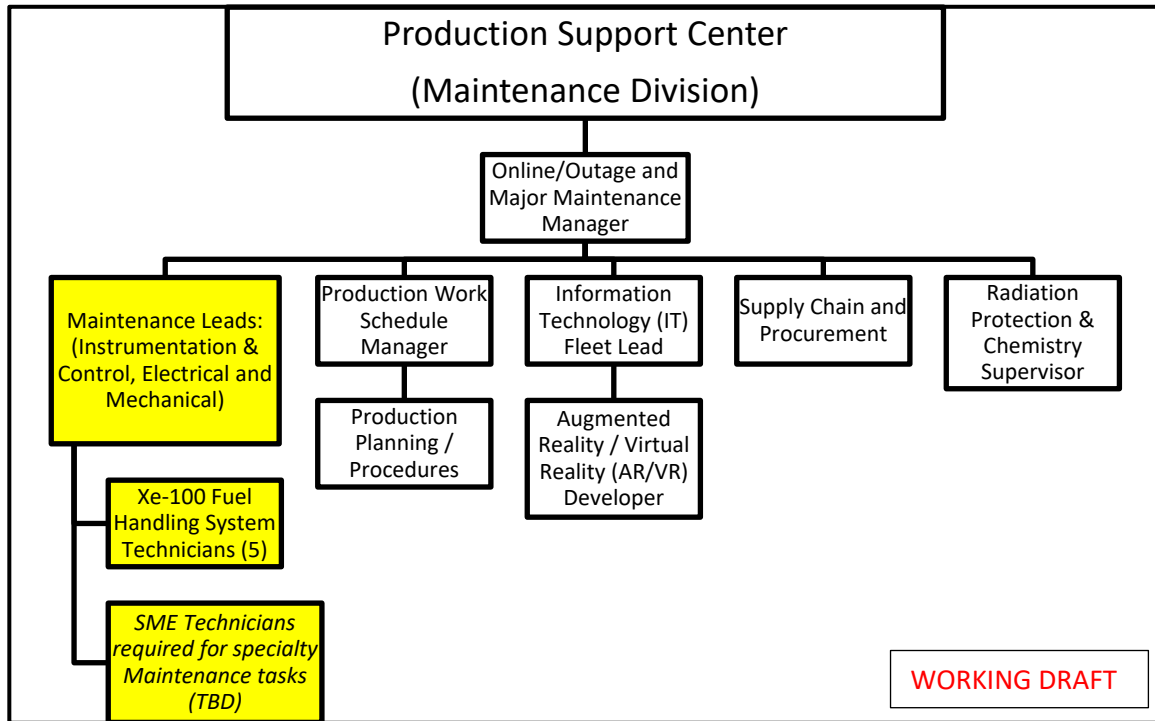 Production Support Center
(Maintenance Division)
Online/Outage and
Major Maintenance
Manager
Maintenance Leads:
(Instrumentation &
Control, Electrical and
Mechanical)
Production Work
Schedule
Manager
Information
Technology (IT)
Fleet Lead
Supply Chain and
Procurement
Radiation
Protection &
Chemistry
Supervisor
Production
Planning /
Procedures
Augmented
Reality / Virtual
Reality (AR/VR)
Developer
Xe-100 Fuel
Handling System
Technicians (5)
SME Technicians
required for specialty
Maintenance tasks
(TBD)
WORKING DRAFT